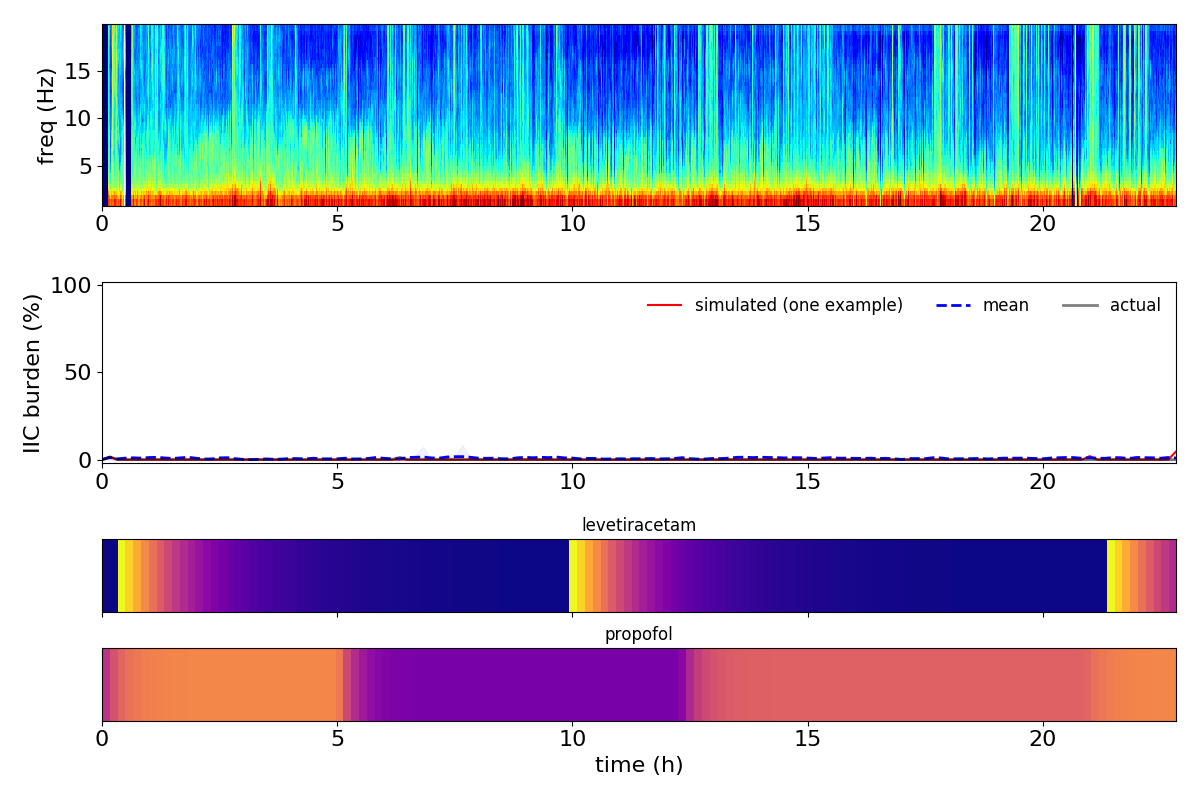 freq (Hz)
15
10
5
0 5 10 15 20
IIC burden (%)
100
50
0
simulated (one example) mean actual
0 5 10 15 20
levetiracetam
propofol
0 5 10 15 20
time (h)